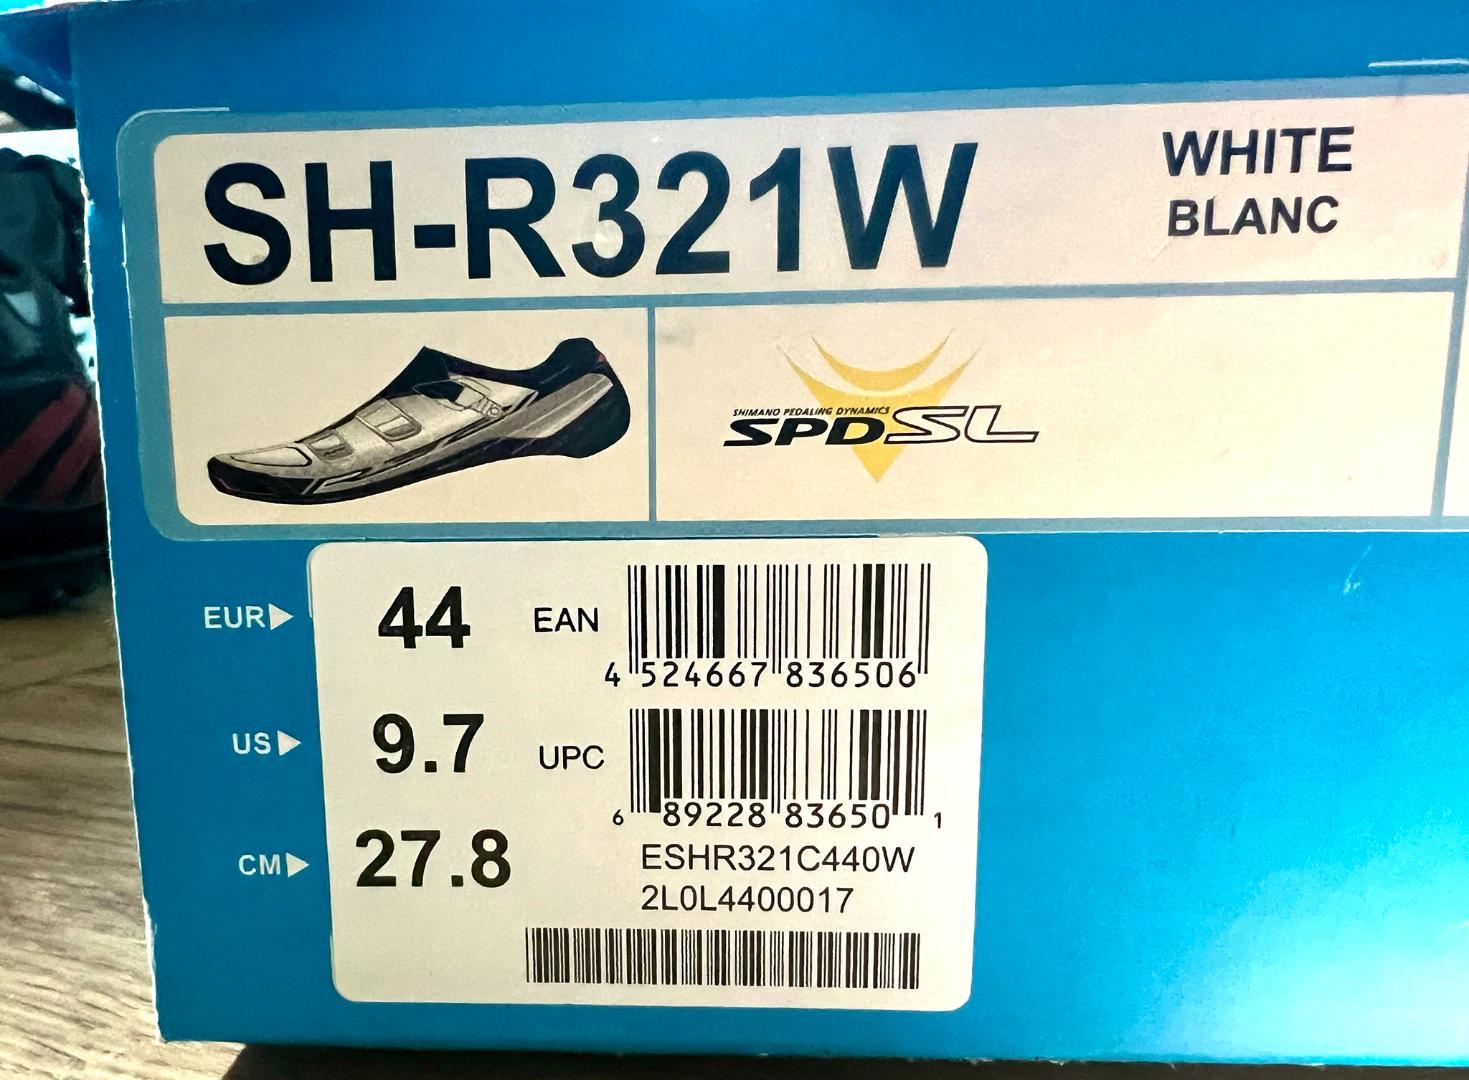 SH-R321W
WHITE
BLANC
SHIMANO PEDALING DYNAMICS
SPD SL
EUR 44
EAN
4 524667 836506
US 9.7
UPC
6 89228 83650 1
CM 27.8
ESHR321C440W
2L0L4400017